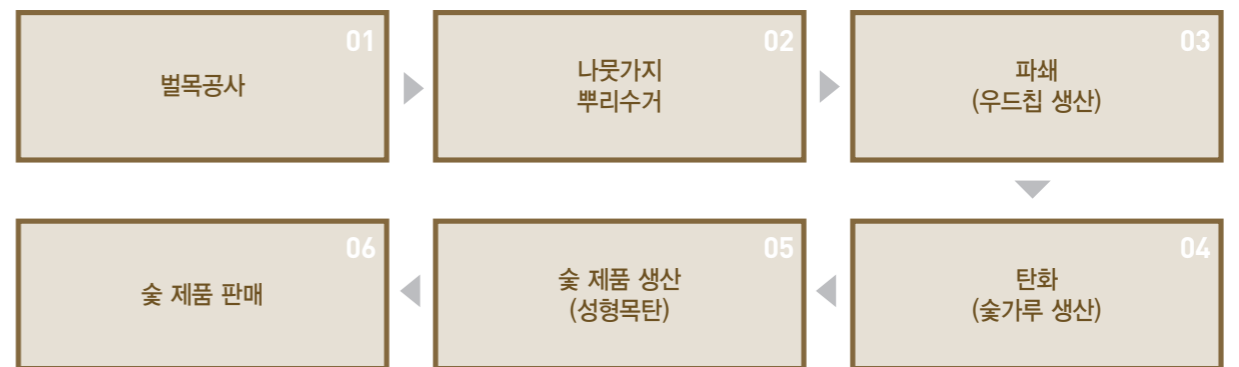 01
벌목공사
02
나뭇가지
뿌리수거
03
파쇄
(우드칩 생산)
04
탄화
(숯가루 생산)
05
숯 제품 생산
(성형목탄)
06
숯 제품 판매